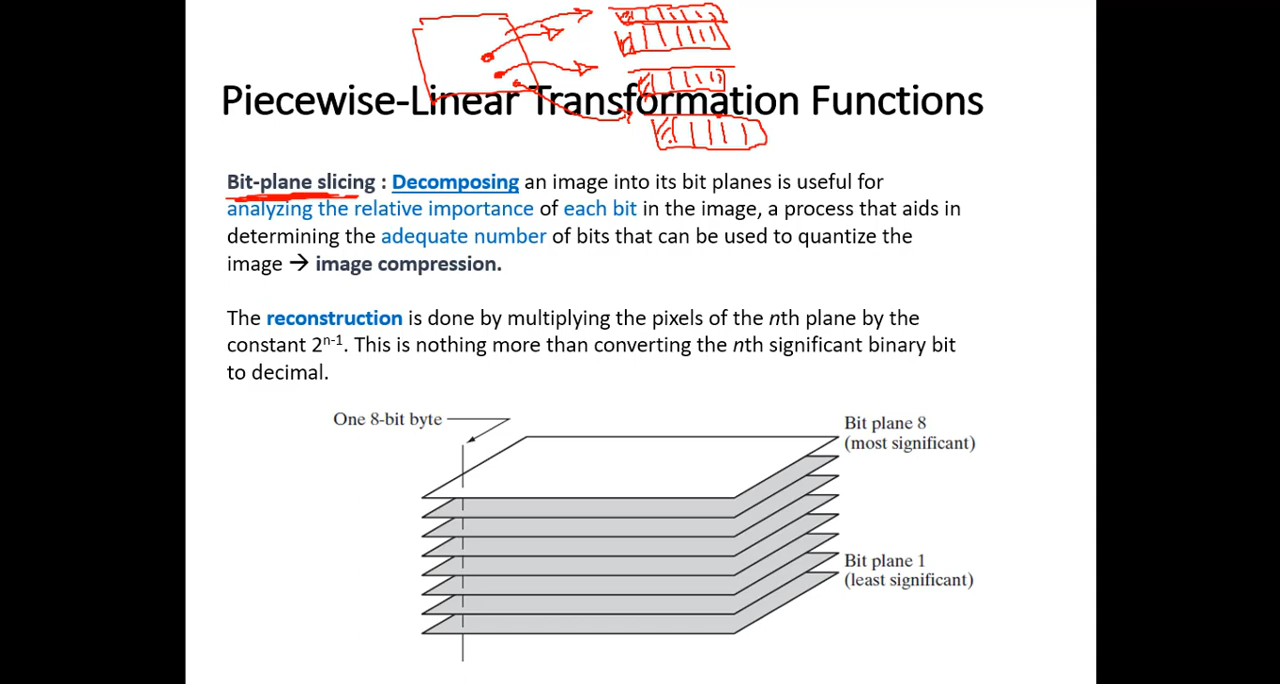 Piecewise-Linear Transformation Functions
Bit-plane slicing : Decomposing an image into its bit planes is useful for
analyzing the relative importance of each bit in the image, a process that aids in
determining the adequate number of bits that can be used to quantize the
image → image compression.
The reconstruction is done by multiplying the pixels of the nth plane by the
constant 2ⁿ⁻¹. This is nothing more than converting the nth significant binary bit
to decimal.
One 8-bit byte
Bit plane 8
(most significant)
Bit plane 1
(least significant)